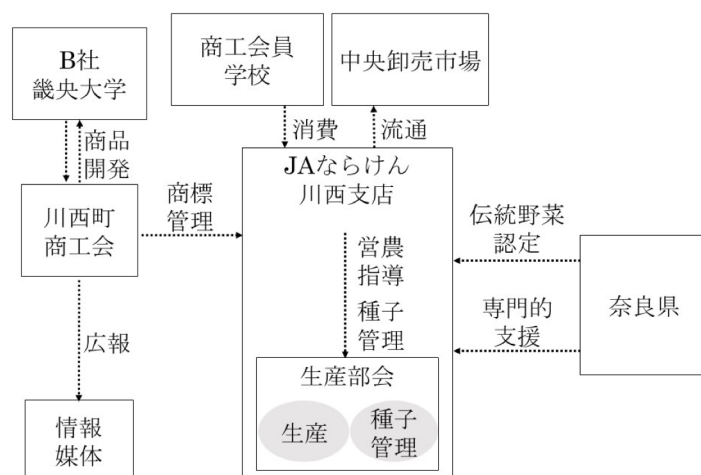 B社
畿央大学
商工会員
学校
中央卸売市場
商品
開発
消費
流通
JAならけん
川西支店
川西町
商工会
商標
管理
伝統野菜
認定
営農
指導
奈良県
専門的
支援
種子
管理
広報
生産部会
生産
種子
管理
情報
媒体